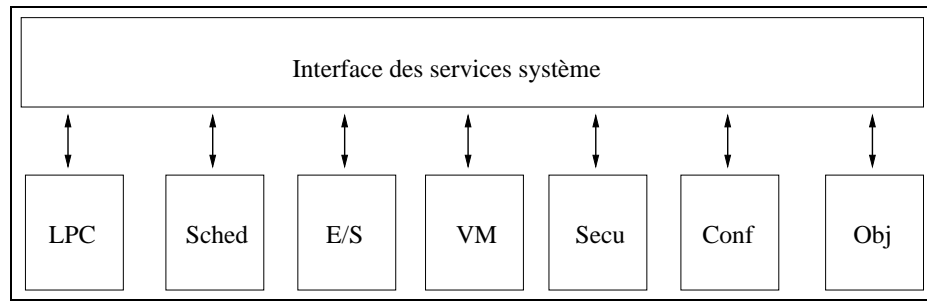 Interface des services système
LPC Sched E/S VM Secu Conf Obj